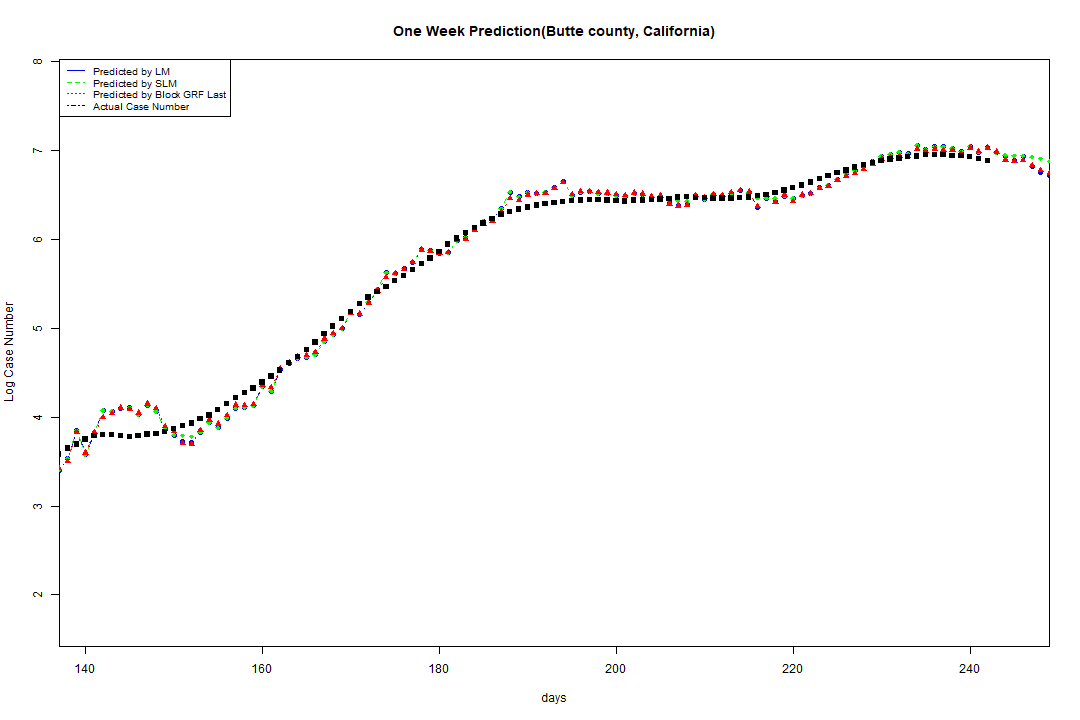 One Week Prediction(Butte county, California)
Predicted by LM
Predicted by SLM
Predicted by Block GRF Last
Actual Case Number
8
7
6
5
4
3
2
Log Case Number
140 160 180 200 220 240
days